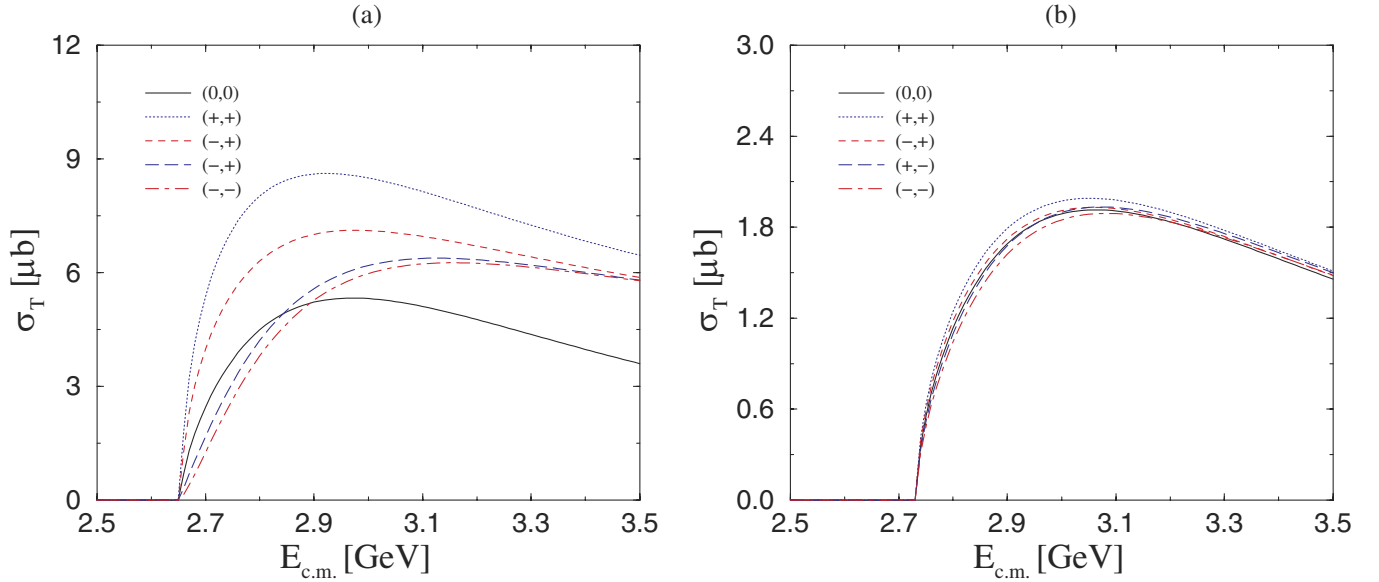 (a)
12
9
6
3
0
σT [μb]
(0,0)
(+,+)
(−,+)
(−,+)
(−,−)
2.5 2.7 2.9 3.1 3.3 3.5
Ec.m. [GeV]
(b)
3.0
2.4
1.8
1.2
0.6
0.0
σT [μb]
(0,0)
(+,+)
(−,+)
(+,−)
(−,−)
2.5 2.7 2.9 3.1 3.3 3.5
Ec.m. [GeV]